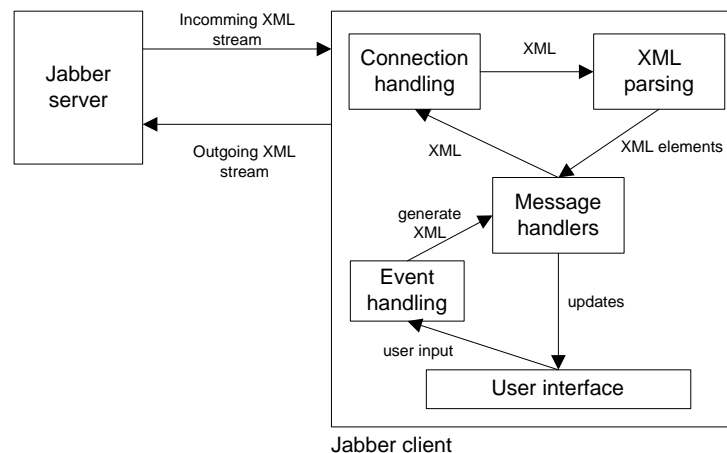 Incomming XML
stream
Jabber
server
Outgoing XML
stream
Connection
handling
XML
XML
parsing
XML
XML elements
Message
handlers
generate
XML
Event
handling
updates
user input
User interface
Jabber client